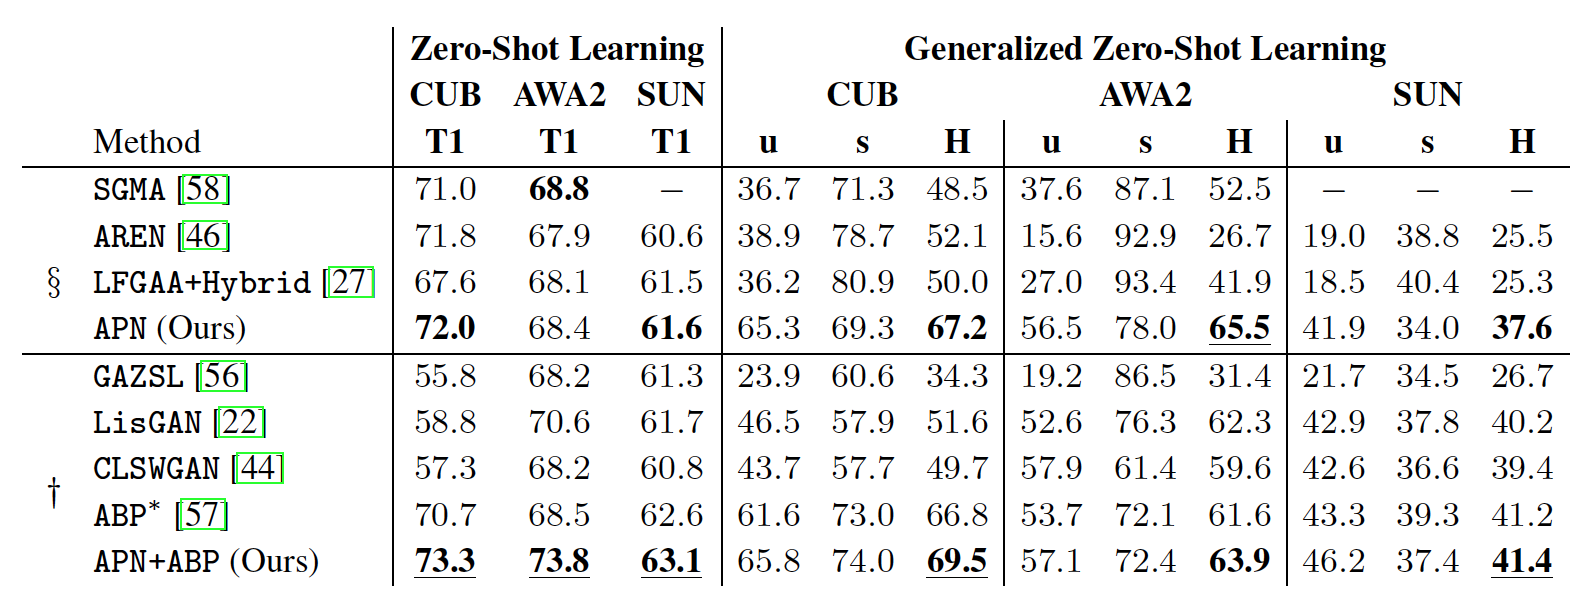 Zero-Shot Learning Generalized Zero-Shot Learning
CUB AWA2 SUN CUB AWA2 SUN
Method T1 T1 T1 u s H u s H u s H
SGMA [58] 71.0 68.8 − 36.7 71.3 48.5 37.6 87.1 52.5 − − −
AREN [46] 71.8 67.9 60.6 38.9 78.7 52.1 15.6 92.9 26.7 19.0 38.8 25.5
§ LFGAA+Hybrid [27] 67.6 68.1 61.5 36.2 80.9 50.0 27.0 93.4 41.9 18.5 40.4 25.3
APN (Ours) 72.0 68.4 61.6 65.3 69.3 67.2 56.5 78.0 65.5 41.9 34.0 37.6
GAZSL [56] 55.8 68.2 61.3 23.9 60.6 34.3 19.2 86.5 31.4 21.7 34.5 26.7
LisGAN [22] 58.8 70.6 61.7 46.5 57.9 51.6 52.6 76.3 62.3 42.9 37.8 40.2
† CLSWGAN [44] 57.3 68.2 60.8 43.7 57.7 49.7 57.9 61.4 59.6 42.6 36.6 39.4
ABP* [57] 70.7 68.5 62.6 61.6 73.0 66.8 53.7 72.1 61.6 43.3 39.3 41.2
APN+ABP (Ours) 73.3 73.8 63.1 65.8 74.0 69.5 57.1 72.4 63.9 46.2 37.4 41.4